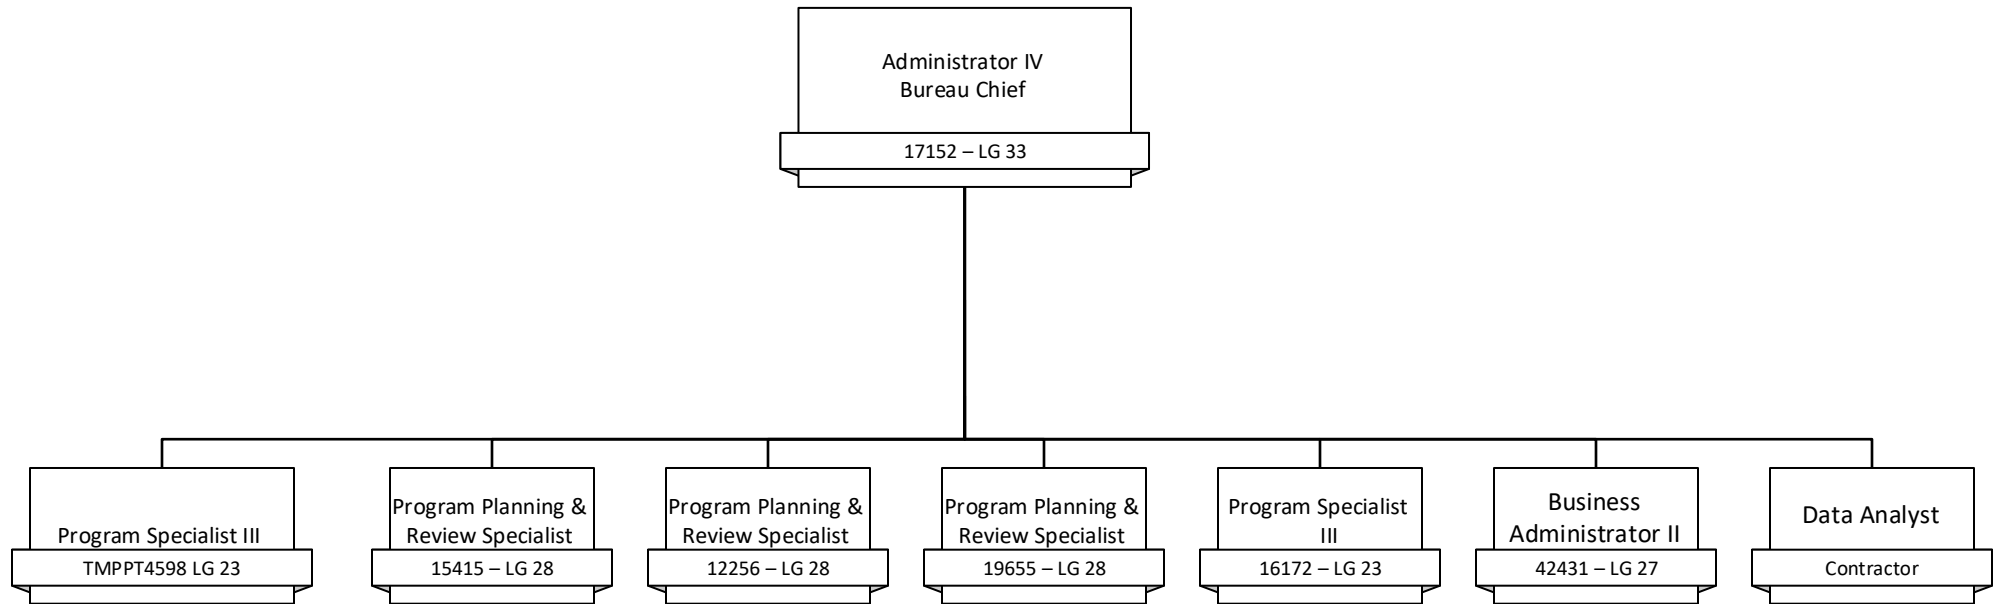 Administrator IV
Bureau Chief
17152 – LG 33
Program Specialist III
TMPPT4598 LG 23
Program Planning &
Review Specialist
15415 – LG 28
Program Planning &
Review Specialist
12256 – LG 28
Program Planning &
Review Specialist
19655 – LG 28
Program Specialist
III
16172 – LG 23
Business
Administrator II
42431 – LG 27
Data Analyst
Contractor